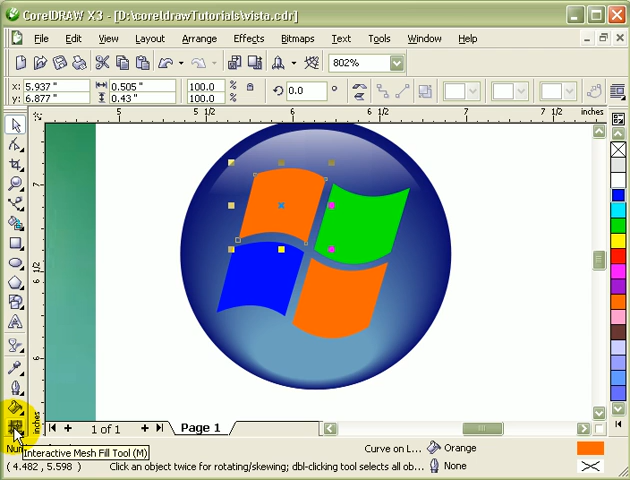 CorelDRAW X3 - [D:\coreldrawTutorials\vista.cdr]
File Edit View Layout Arrange Effects Bitmaps Text Tools Window Help
802%
x: 5.937 " 0.505 " 100.0 % 0.0 °
y: 6.877 " 0.43 " 100.0 %
5 5 1/2 6 6 1/2 7 7 1/2 inches
7
6 1/2
6
inches
1 of 1 Page 1
Num
Interactive Mesh Fill Tool (M)
Curve on L... Orange
( 4.482 , 5.598 ) Click an object twice for rotating/skewing; dbl-clicking tool selects all ob... None